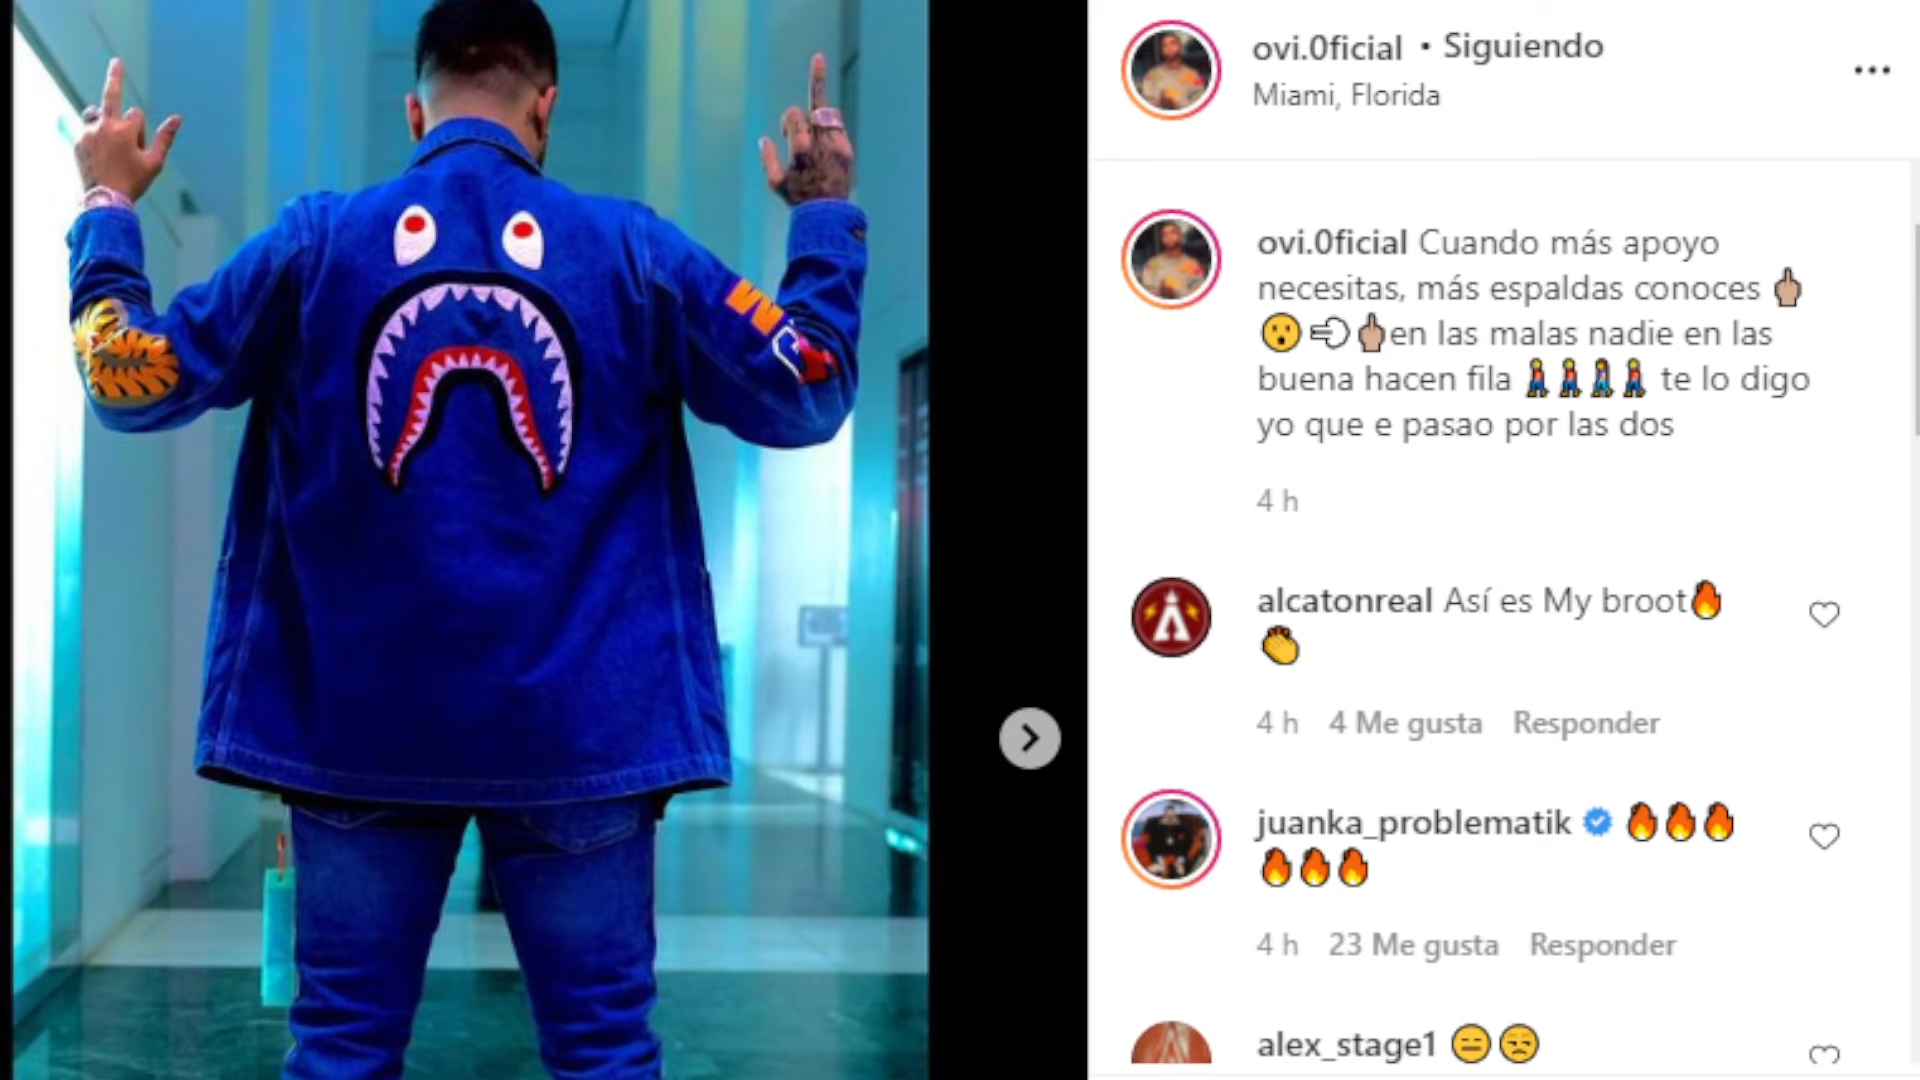 ovi.0ficial • Siguiendo
Miami, Florida
ovi.0ficial Cuando más apoyo
necesitas, más espaldas conoces 🖕🏼
😯💨🖕🏼en las malas nadie en las
buena hacen fila 🚶🚶🚶🚶 te lo digo
yo que e pasao por las dos
4 h
alcatonreal Así es My broot🔥
👏
4 h 4 Me gusta Responder
juanka_problematik 🔥🔥🔥
🔥🔥🔥
4 h 23 Me gusta Responder
alex_stage1 😑😒